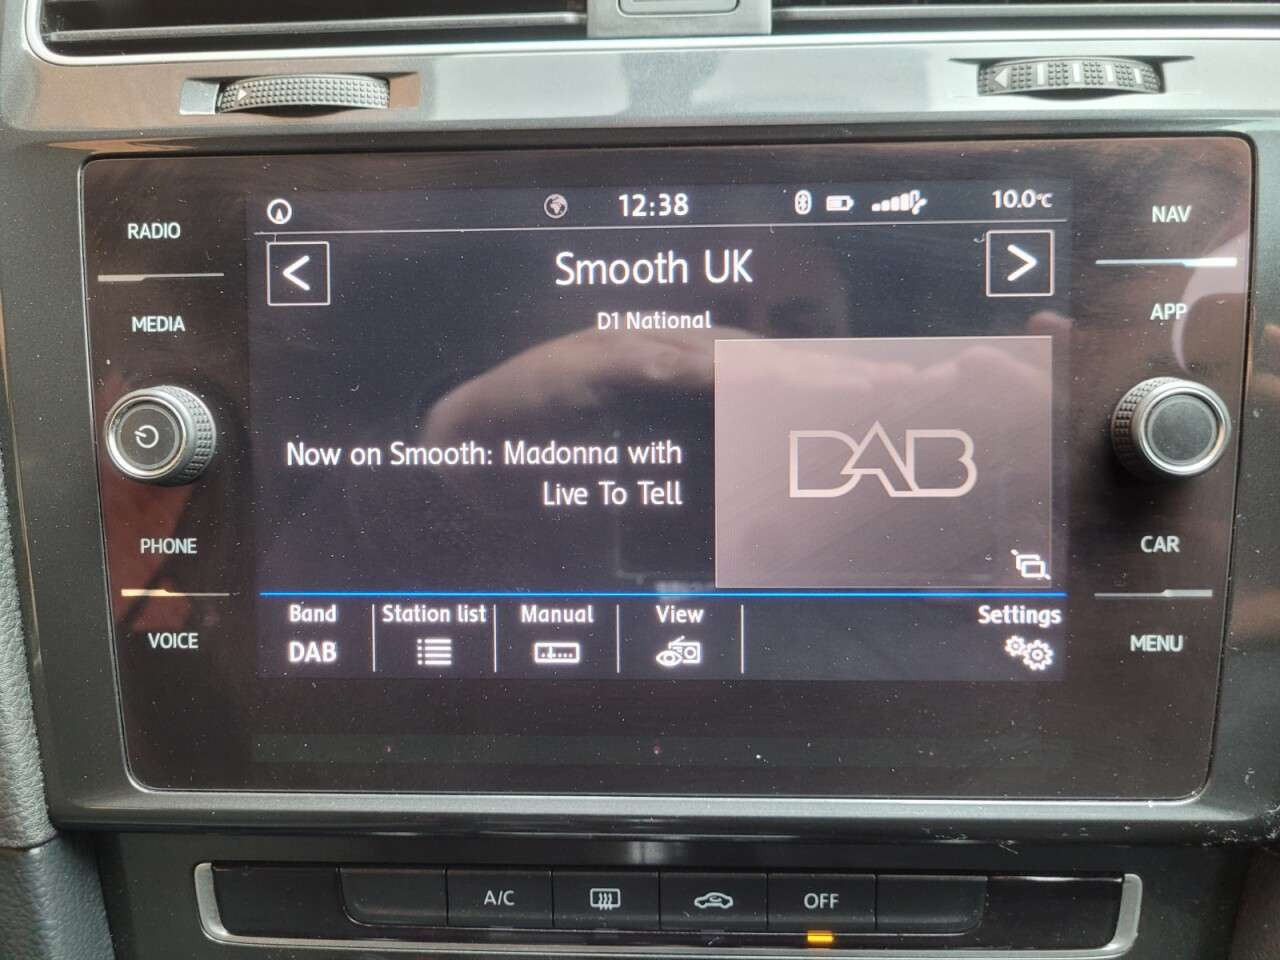 12:38
10.0°C
RADIO
NAV
<
Smooth UK
>
D1 National
MEDIA
APP
Now on Smooth: Madonna with
Live To Tell
DAB
PHONE
CAR
VOICE
MENU
Band
Station list
Manual
View
Settings
DAB
A/C
OFF